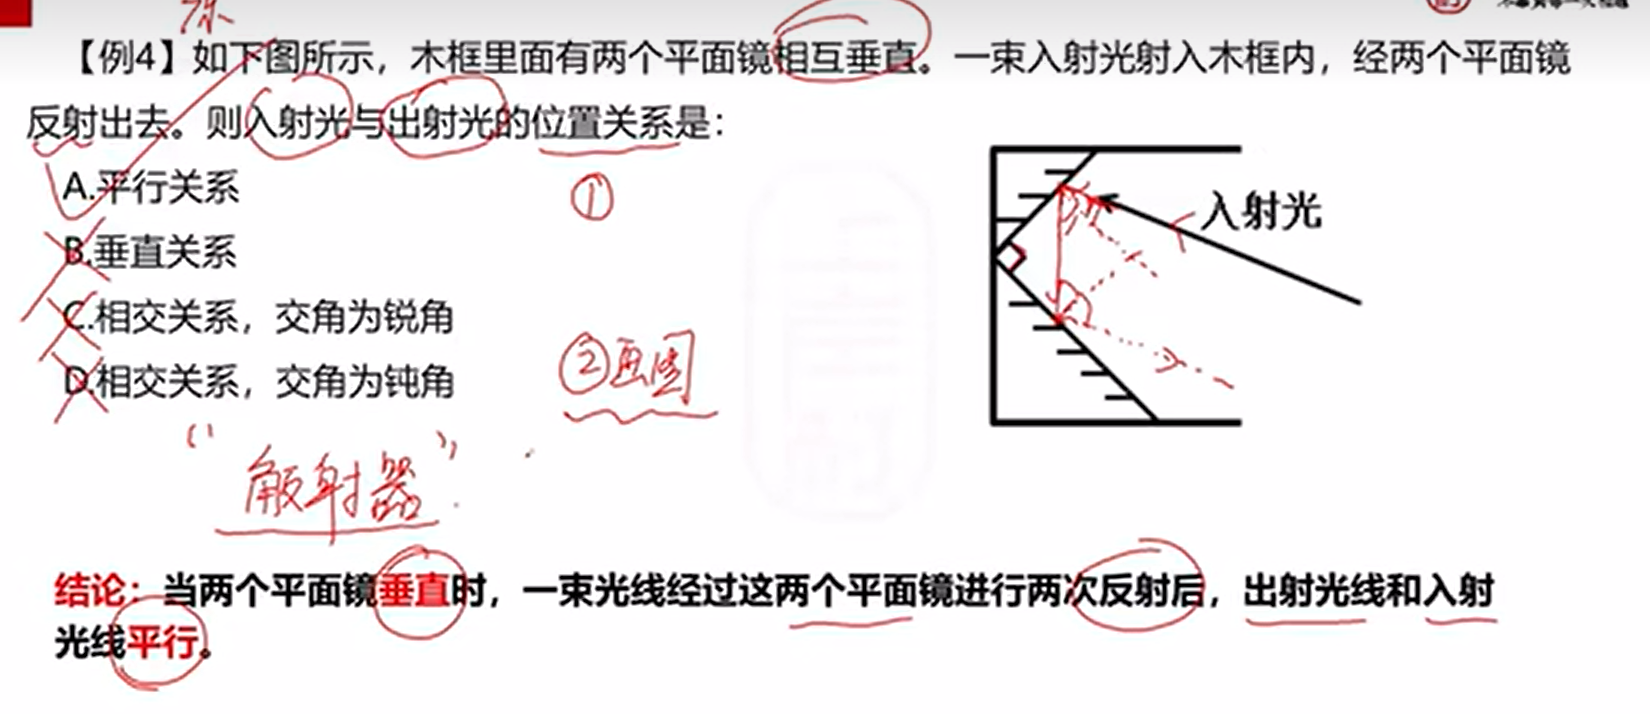 【例4】如下图所示，木框里面有两个平面镜相互垂直。一束入射光射入木框内，经两个平面镜
反射出去。则入射光与出射光的位置关系是：
A.平行关系
①
入射光
B.垂直关系
C.相交关系，交角为锐角
②画图
D.相交关系，交角为钝角
“角反射器”
结论：当两个平面镜垂直时，一束光线经过这两个平面镜进行两次反射后，出射光线和入射
光线平行。